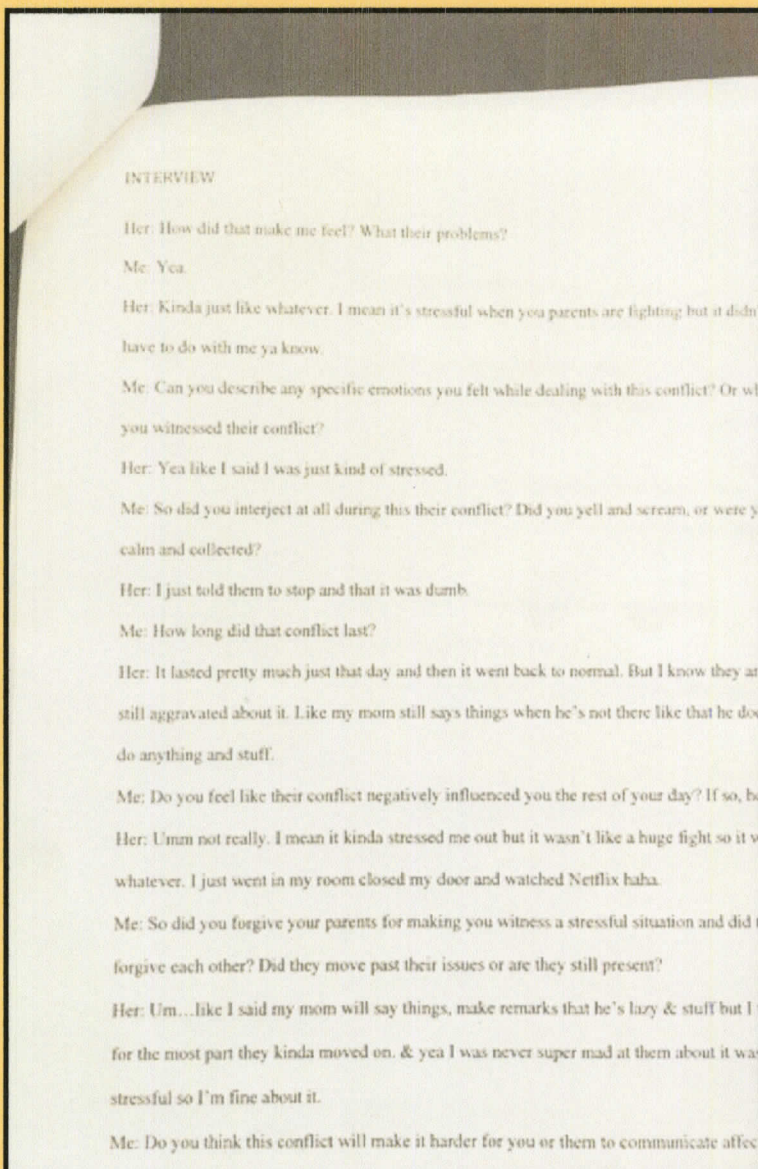 INTERVIEW
Her: How did that make me feel? What their problems?
Me: Yea.
Her: Kinda just like whatever. I mean it's stressful when you parents are fighting but it didn'
have to do with me ya know.
Me: Can you describe any specific emotions you felt while dealing with this conflict? Or
you witnessed their conflict?
Her: Yea like I said I was just kind of stressed.
Me: So did you interject at all during this their conflict? Did you yell and scream, or were
calm and collected?
Her: I just told them to stop and that it was dumb.
Me: How long did that conflict last?
Her: It lasted pretty much just that day and then it went back to normal. But I know they
still aggravated about it. Like my mom still says things when he's not there like that he
do anything and stuff.
Me: Do you feel like their conflict negatively influenced you the rest of your day? If so,
Her: Umm not really. I mean it kinda stressed me out but it wasn't like a huge fight so it
whatever. I just went in my room closed my door and watched Netflix haha.
Me: So did you forgive your parents for making you witness a stressful situation and did
forgive each other? Did they move past their issues or are they still present?
Her: Um…like I said my mom will say things, make remarks that he's lazy & stuff but I
for the most part they kinda moved on. & yea I was never super mad at them about it
stressful so I'm fine about it.
Me: Do you think this conflict will make it harder for you or them to communicate